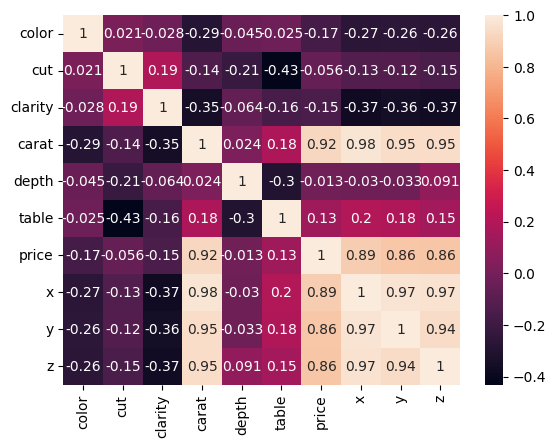 color 1 0.021 -0.028 -0.29 -0.045 -0.025 -0.17 -0.27 -0.26 -0.26
cut 0.021 1 0.19 -0.14 -0.21 -0.43 -0.056 -0.13 -0.12 -0.15
clarity -0.028 0.19 1 -0.35 -0.064 -0.16 -0.15 -0.37 -0.36 -0.37
carat -0.29 -0.14 -0.35 1 0.024 0.18 0.92 0.98 0.95 0.95
depth -0.045 -0.21 -0.064 0.024 1 -0.3 -0.013 -0.03 -0.033 0.091
table -0.025 -0.43 -0.16 0.18 -0.3 1 0.13 0.2 0.18 0.15
price -0.17 -0.056 -0.15 0.92 -0.013 0.13 1 0.89 0.86 0.86
x -0.27 -0.13 -0.37 0.98 -0.03 0.2 0.89 1 0.97 0.97
y -0.26 -0.12 -0.36 0.95 -0.033 0.18 0.86 0.97 1 0.94
z -0.26 -0.15 -0.37 0.95 0.091 0.15 0.86 0.97 0.94 1
color cut clarity carat depth table price x y z
1.0
0.8
0.6
0.4
0.2
0.0
−0.2
−0.4